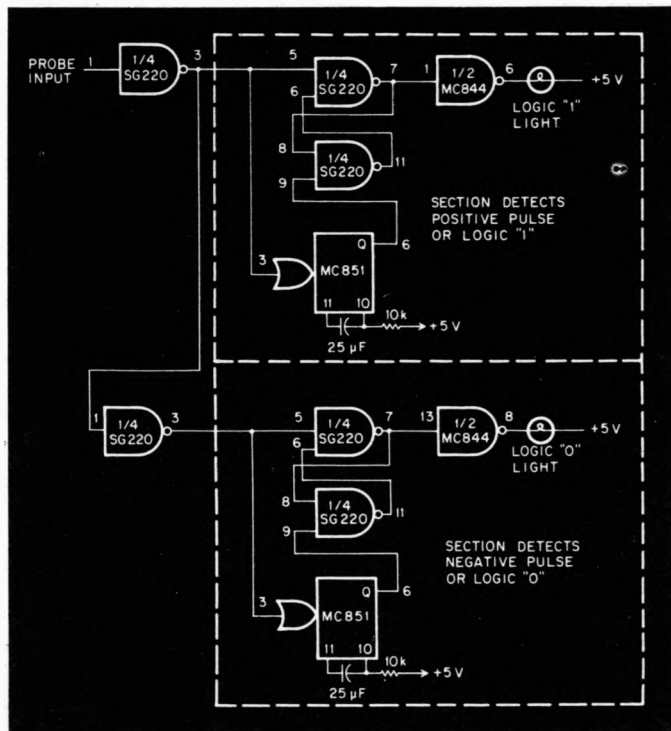 PROBE
INPUT
1
1/4
SG220
3
5
6
1/4
SG220
7
1
1/2
MC844
6
+5 V
LOGIC "1"
LIGHT
8
9
1/4
SG220
11
SECTION DETECTS
POSITIVE PULSE
OR LOGIC "1"
3
Q
6
MC851
11 10
10k
+5 V
25 µF
1
1/4
SG220
3
5
6
1/4
SG220
7
13
1/2
MC844
8
+5 V
LOGIC "0"
LIGHT
8
9
1/4
SG220
11
SECTION DETECTS
NEGATIVE PULSE
OR LOGIC "0"
3
Q
6
MC851
11 10
10k
+5 V
25 µF